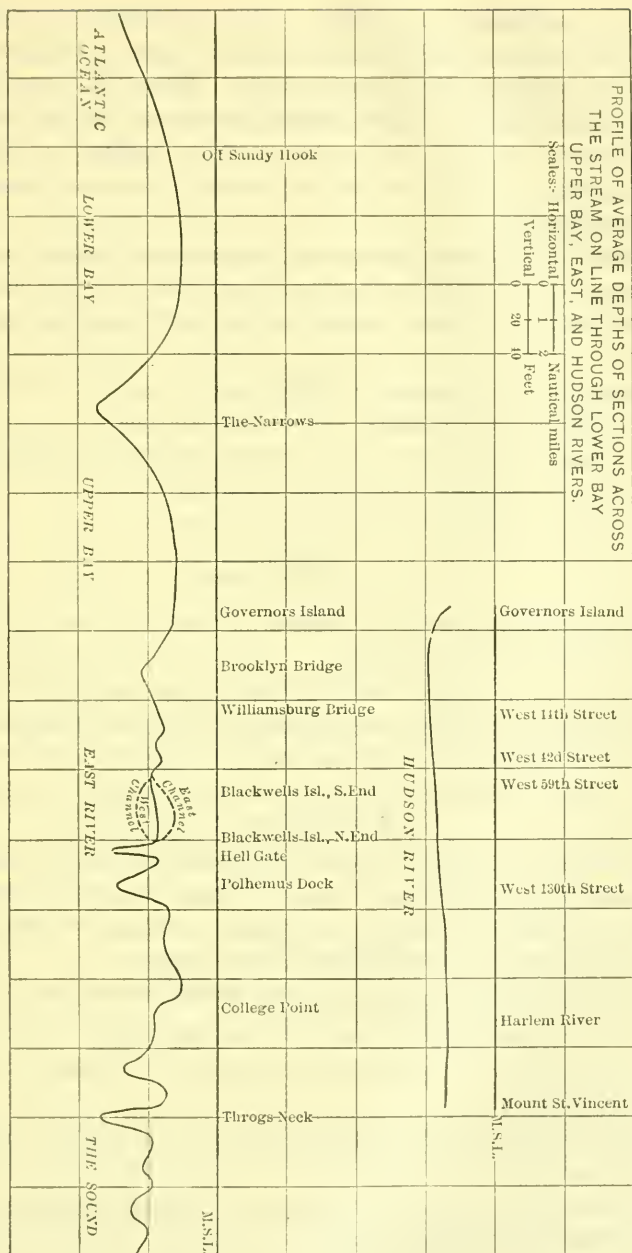 PROFILE OF AVERAGE DEPTHS OF SECTIONS ACROSS
THE STREAM ON LINE THROUGH LOWER BAY
UPPER BAY, EAST, AND HUDSON RIVERS.
Scales:- Horizontal 0 1 2 Nautical miles
Vertical 0 20 40 Feet
ATLANTIC
OCEAN
LOWER BAY
UPPER BAY
EAST RIVER
THE SOUND
Off Sandy Hook
The Narrows
Governors Island
Brooklyn Bridge
Williamsburg Bridge
Blackwells Isl., S.End
East
Channel
West
Channel
Blackwells Isl., N.End
Hell Gate
Polhemus Dock
College Point
Throgs Neck
M.S.L.
HUDSON RIVER
Governors Island
West 14th Street
West 42d Street
West 59th Street
West 130th Street
Harlem River
Mount St. Vincent
M.S.L.